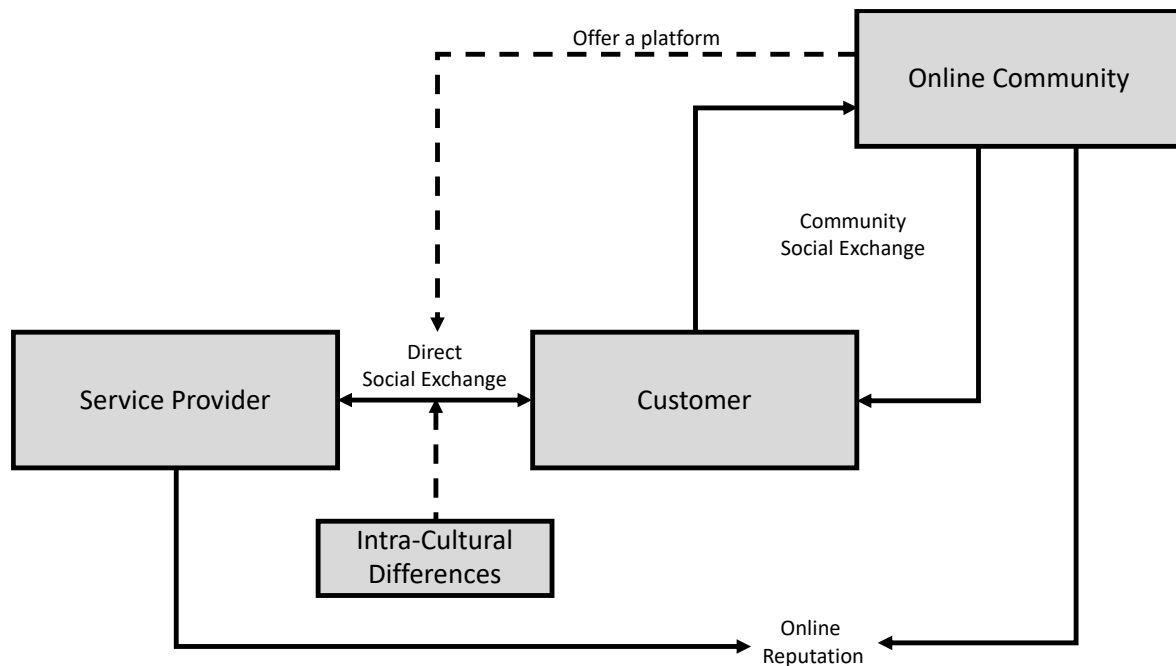 Offer a platform
Online Community
Community
Social Exchange
Direct
Social Exchange
Service Provider
Customer
Intra-Cultural
Differences
Online
Reputation